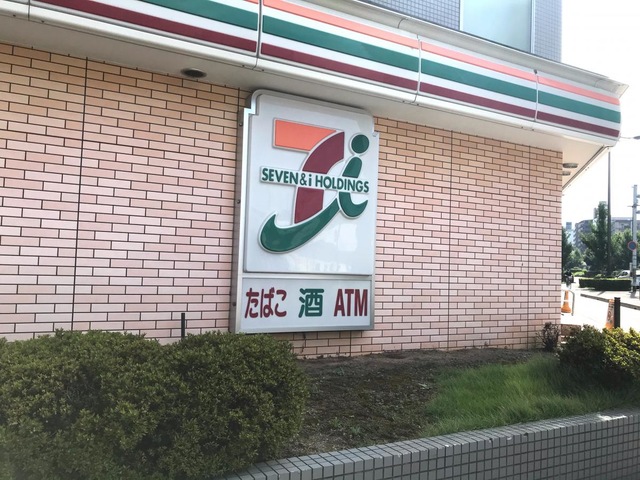 SEVEN&i HOLDINGS
たばこ 酒 ATM